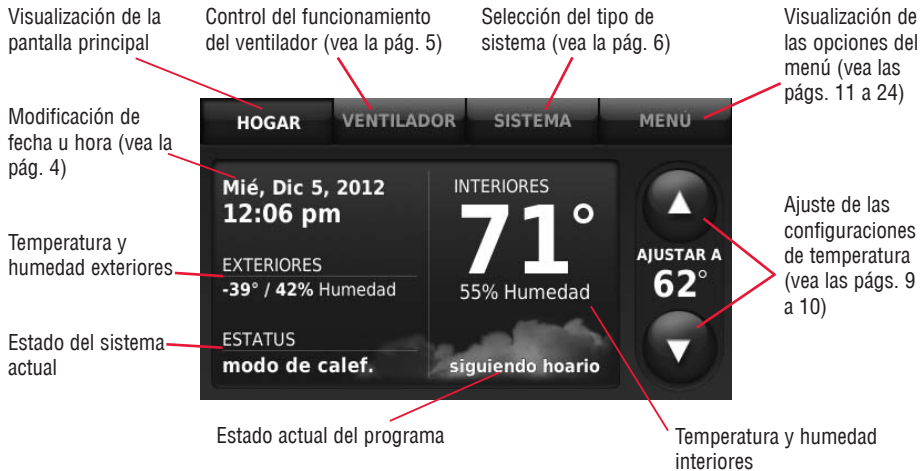 Visualización de la
pantalla principal
Control del funcionamiento
del ventilador (vea la pág. 5)
Selección del tipo de
sistema (vea la pág. 6)
Visualización de
las opciones del
menú (vea las
págs. 11 a 24)
Modificación de
fecha u hora (vea la
pág. 4)
Temperatura y
humedad exteriores
Estado del sistema
actual
HOGAR
VENTILADOR
SISTEMA
MENÚ
Mié, Dic 5, 2012
12:06 pm
EXTERIORES
-39° / 42% Humedad
ESTATUS
modo de calef.
INTERIORES
71°
55% Humedad
siguiendo hoario
AJUSTAR A
62°
Ajuste de las
configuraciones
de temperatura
(vea las págs. 9
a 10)
Estado actual del programa
Temperatura y humedad
interiores